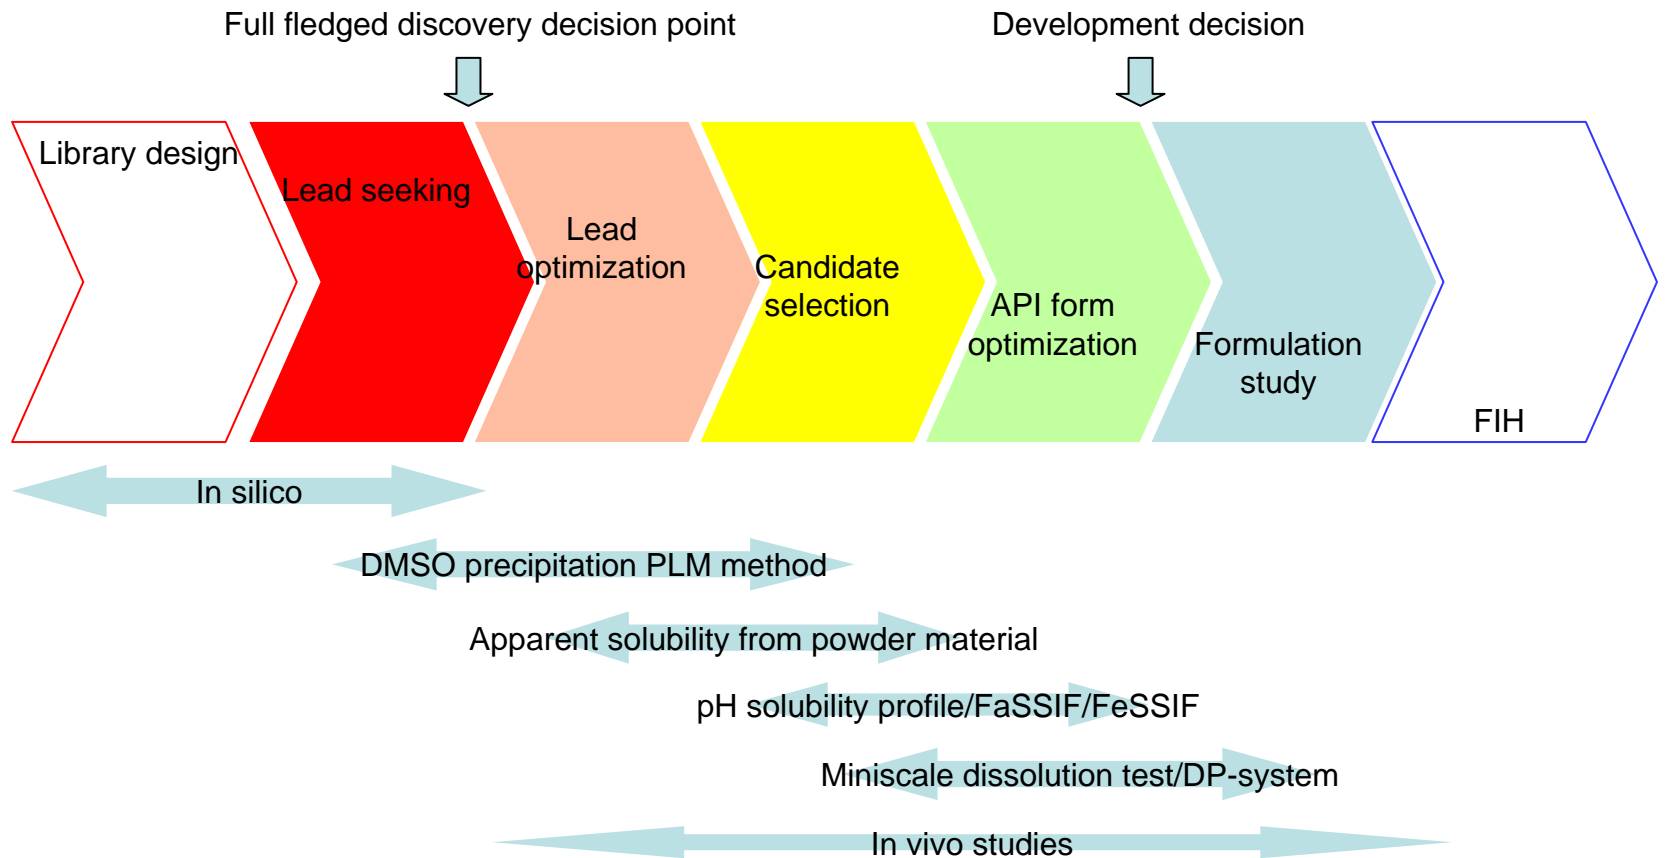 Full fledged discovery decision point
Development decision
Library design
Lead seeking
Lead
optimization
Candidate
selection
API form
optimization
Formulation
study
FIH
In silico
DMSO precipitation PLM method
Apparent solubility from powder material
pH solubility profile/FaSSIF/FeSSIF
Miniscale dissolution test/DP-system
In vivo studies